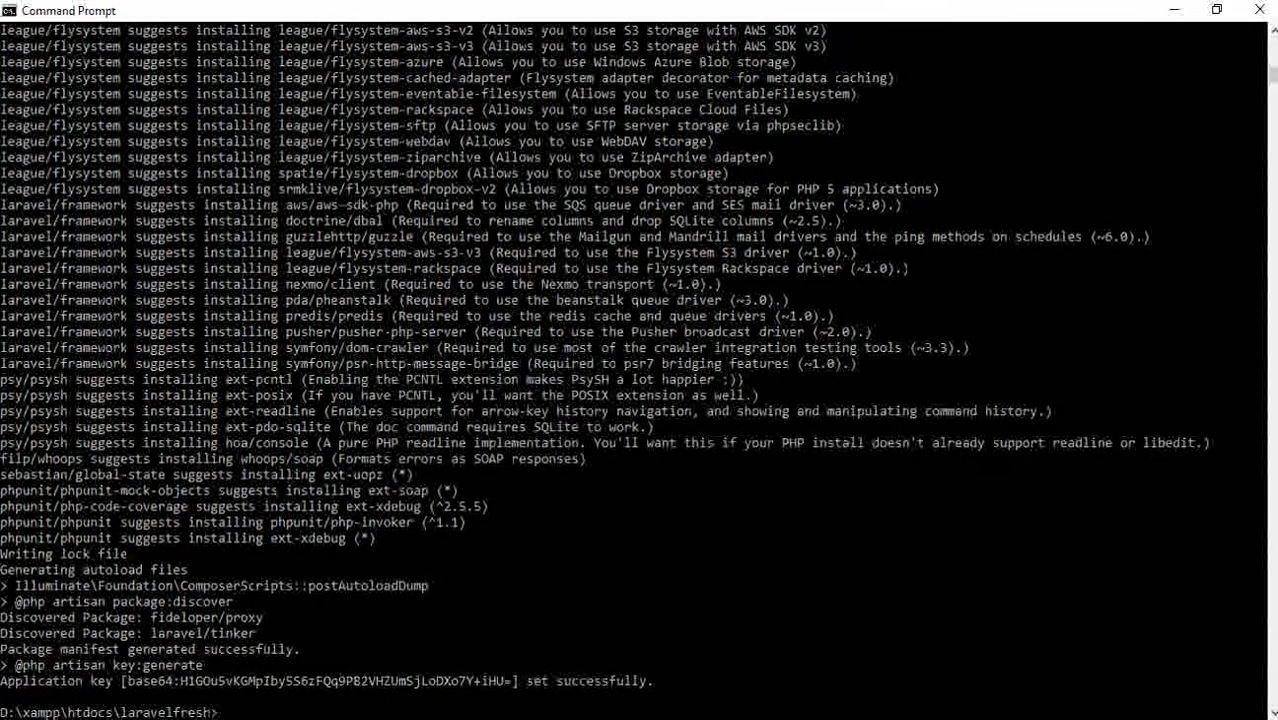 Command Prompt
league/flysystem suggests installing league/flysystem-aws-s3-v2 (Allows you to use S3 storage with AWS SDK v2)
league/flysystem suggests installing league/flysystem-aws-s3-v3 (Allows you to use S3 storage with AWS SDK v3)
league/flysystem suggests installing league/flysystem-azure (Allows you to use Windows Azure Blob storage)
league/flysystem suggests installing league/flysystem-cached-adapter (Flysystem adapter decorator for metadata caching)
league/flysystem suggests installing league/flysystem-eventable-filesystem (Allows you to use EventableFilesystem)
league/flysystem suggests installing league/flysystem-rackspace (Allows you to use Rackspace Cloud Files)
league/flysystem suggests installing league/flysystem-sftp (Allows you to use SFTP server storage via phpseclib)
league/flysystem suggests installing league/flysystem-webdav (Allows you to use WebDAV storage)
league/flysystem suggests installing league/flysystem-ziparchive (Allows you to use ZipArchive adapter)
league/flysystem suggests installing spatie/flysystem-dropbox (Allows you to use Dropbox storage)
league/flysystem suggests installing srmklive/flysystem-dropbox-v2 (Allows you to use Dropbox storage for PHP 5 applications)
laravel/framework suggests installing aws/aws-sdk-php (Required to use the SQS queue driver and SES mail driver (~3.0).)
laravel/framework suggests installing doctrine/dbal (Required to rename columns and drop SQLite columns (~2.5).)
laravel/framework suggests installing guzzlehttp/guzzle (Required to use the Mailgun and Mandrill mail drivers and the ping methods on schedules (~6.0).)
laravel/framework suggests installing league/flysystem-aws-s3-v3 (Required to use the Flysystem S3 driver (~1.0).)
laravel/framework suggests installing league/flysystem-rackspace (Required to use the Flysystem Rackspace driver (~1.0).)
laravel/framework suggests installing nexmo/client (Required to use the Nexmo transport (~1.0).)
laravel/framework suggests installing pda/pheanstalk (Required to use the beanstalk queue driver (~3.0).)
laravel/framework suggests installing predis/predis (Required to use the redis cache and queue drivers (~1.0).)
laravel/framework suggests installing pusher/pusher-php-server (Required to use the Pusher broadcast driver (~2.0).)
laravel/framework suggests installing symfony/dom-crawler (Required to use most of the crawler integration testing tools (~3.3).)
laravel/framework suggests installing symfony/psr-http-message-bridge (Required to psr7 bridging features (~1.0).)
psy/psysh suggests installing ext-pcntl (Enabling the PCNTL extension makes PsySH a lot happier :))
psy/psysh suggests installing ext-posix (If you have PCNTL, you'll want the POSIX extension as well.)
psy/psysh suggests installing ext-readline (Enables support for arrow-key history navigation, and showing and manipulating command history.)
psy/psysh suggests installing ext-pdo-sqlite (The doc command requires SQLite to work.)
psy/psysh suggests installing hoa/console (A pure PHP readline implementation. You'll want this if your PHP install doesn't already support readline or libedit.)
filp/whoops suggests installing whoops/soap (Formats errors as SOAP responses)
sebastian/global-state suggests installing ext-uopz (*)
phpunit/phpunit-mock-objects suggests installing ext-soap (*)
phpunit/php-code-coverage suggests installing ext-xdebug (^2.5.5)
phpunit/phpunit suggests installing phpunit/php-invoker (^1.1)
phpunit/phpunit suggests installing ext-xdebug (*)
Writing lock file
Generating autoload files
> Illuminate\Foundation\ComposerScripts::postAutoloadDump
> @php artisan package:discover
Discovered Package: fideloper/proxy
Discovered Package: laravel/tinker
Package manifest generated successfully.
> @php artisan key:generate
Application key [base64:H1GOu5vKGMpIby5S6zFQq9PB2VHZUmSjLoDXo7Y+iHU=] set successfully.
D:\xampp\htdocs\laravelfresh>